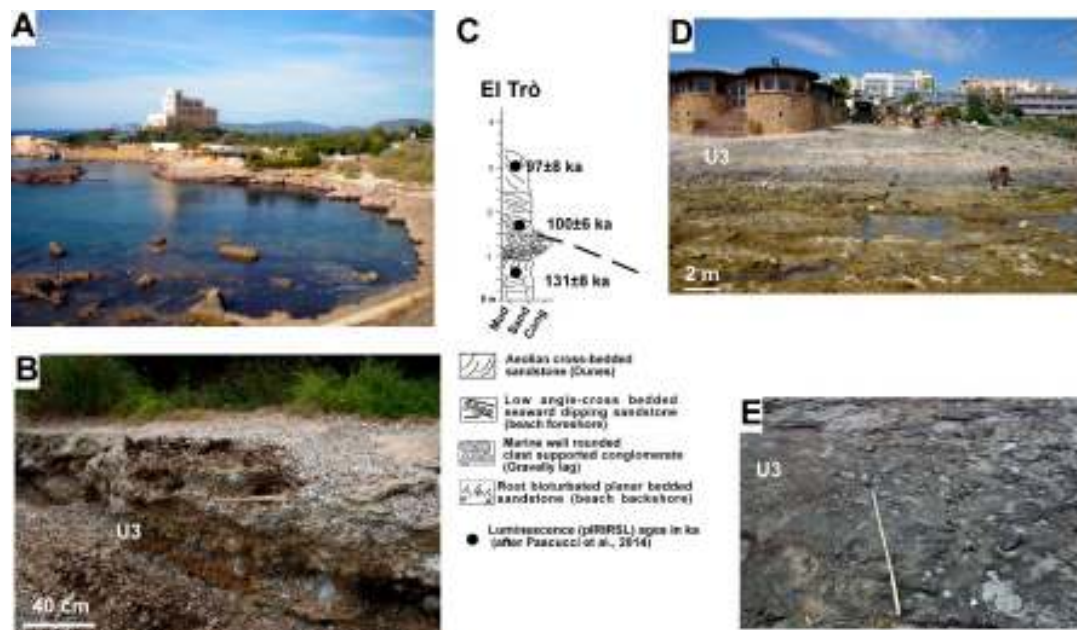 A
B
U3
40 cm
C
El Trò
97±8 ka
100±6 ka
131±8 ka
0 m
Mud
Sand
Cong
Aeolian cross-bedded
sandstone (Dunes)
Low angle-cross bedded
seaward dipping sandstone
(beach foreshore)
Marine well rounded
clast supported conglomerate
(Gravelly lag)
Root bioturbated planar bedded
sandstone (beach backshore)
Luminescence (pIRIRSL) ages in ka
(after Pascucci et al., 2014)
D
U3
2 m
E
U3